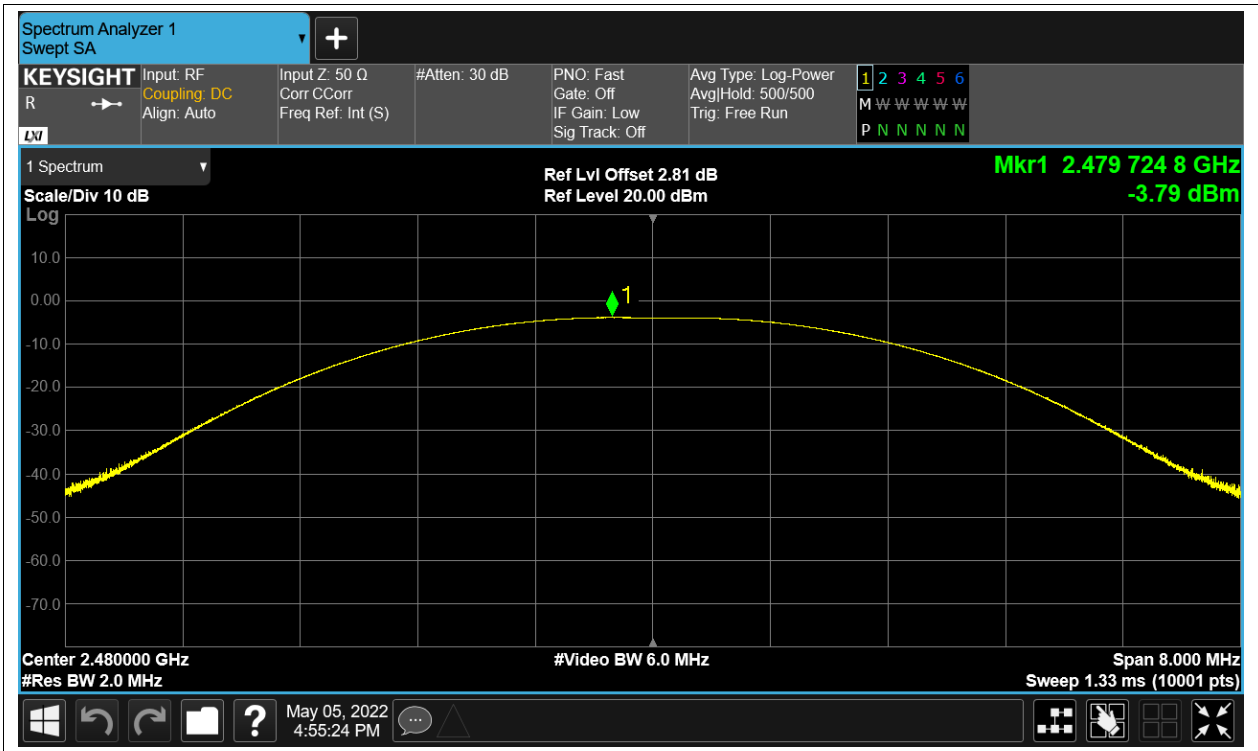 Spectrum Analyzer 1
Swept SA
KEYSIGHT
R
LXI
Input: RF
Coupling: DC
Align: Auto
Input Z: 50 Ω
Corr CCorr
Freq Ref: Int (S)
#Atten: 30 dB
PNO: Fast
Gate: Off
IF Gain: Low
Sig Track: Off
Avg Type: Log-Power
Avg|Hold: 500/500
Trig: Free Run
1 2 3 4 5 6
M W W W W W
P N N N N N
1 Spectrum
Scale/Div 10 dB
Log
Ref Lvl Offset 2.81 dB
Ref Level 20.00 dBm
Mkr1 2.479 724 8 GHz
-3.79 dBm
10.0
0.00
-10.0
-20.0
-30.0
-40.0
-50.0
-60.0
-70.0
1
Center 2.480000 GHz
#Res BW 2.0 MHz
#Video BW 6.0 MHz
Span 8.000 MHz
Sweep 1.33 ms (10001 pts)
?
May 05, 2022
4:55:24 PM